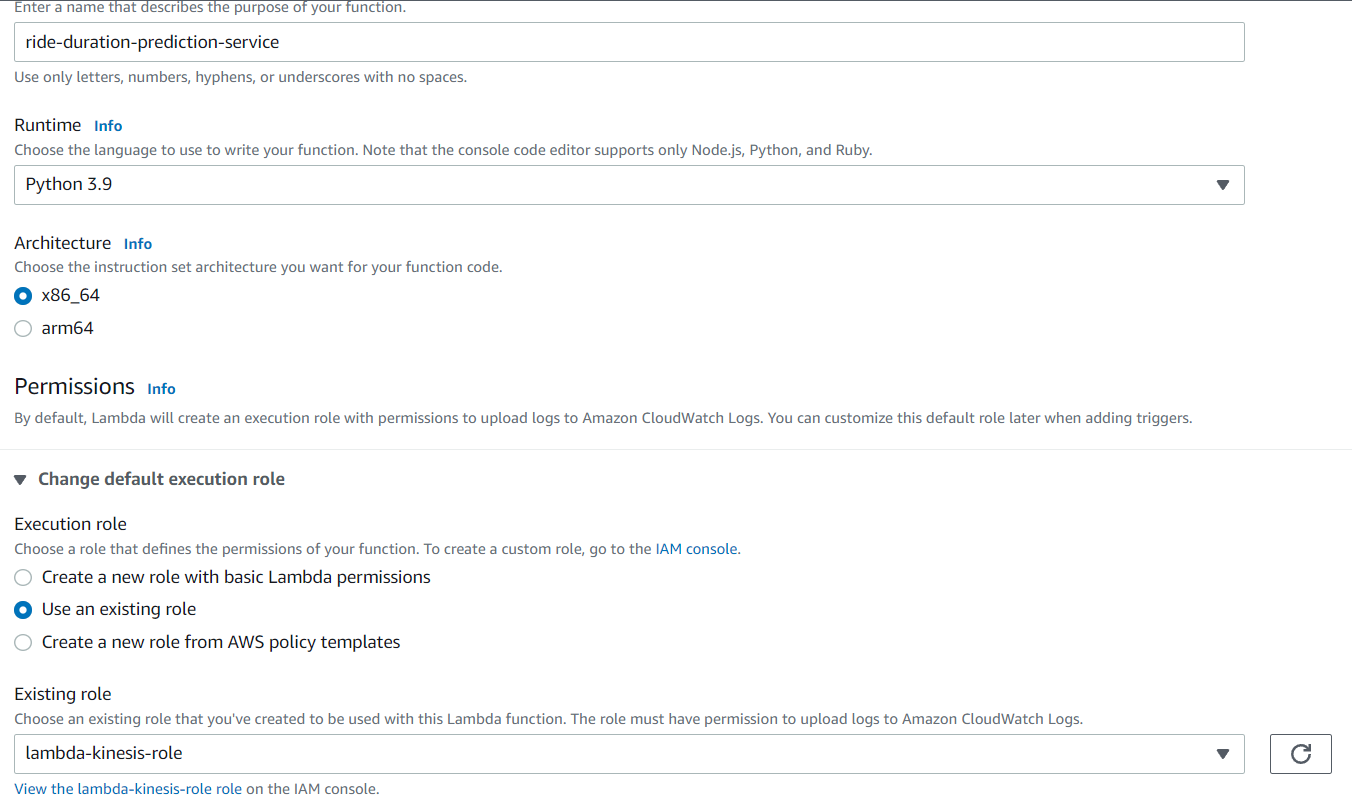 Enter a name that describes the purpose of your function.
ride-duration-prediction-service
Use only letters, numbers, hyphens, or underscores with no spaces.
Runtime Info
Choose the language to use to write your function. Note that the console code editor supports only Node.js, Python, and Ruby.
Python 3.9
Architecture Info
Choose the instruction set architecture you want for your function code.
x86_64
arm64
Permissions Info
By default, Lambda will create an execution role with permissions to upload logs to Amazon CloudWatch Logs. You can customize this default role later when adding triggers.
Change default execution role
Execution role
Choose a role that defines the permissions of your function. To create a custom role, go to the IAM console.
Create a new role with basic Lambda permissions
Use an existing role
Create a new role from AWS policy templates
Existing role
Choose an existing role that you've created to be used with this Lambda function. The role must have permission to upload logs to Amazon CloudWatch Logs.
lambda-kinesis-role
View the lambda-kinesis-role role on the IAM console.